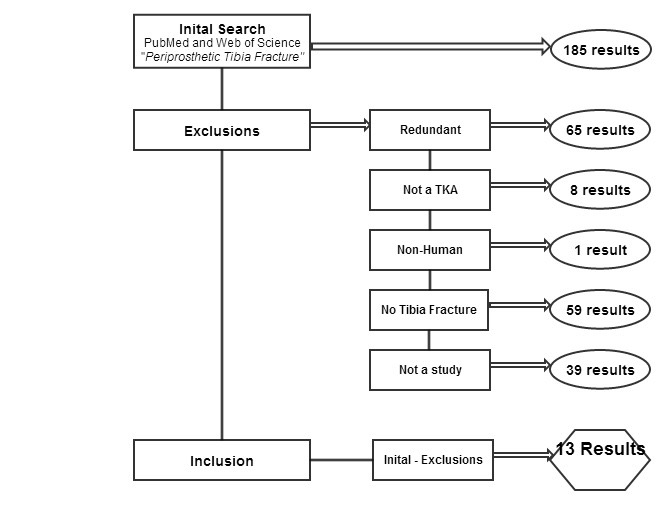 Inital Search
PubMed and Web of Science
"Periprosthetic Tibia Fracture"
185 results
Exclusions
Redundant
65 results
Not a TKA
8 results
Non-Human
1 result
No Tibia Fracture
59 results
Not a study
39 results
Inclusion
Inital - Exclusions
13 Results